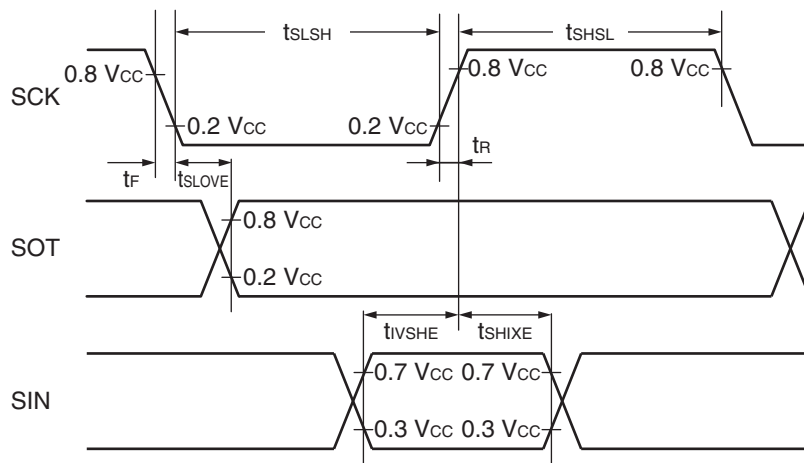 tSLSH tSHSL
SCK 0.8 VCC 0.8 VCC 0.8 VCC
0.2 VCC 0.2 VCC
tF tSLOVE tR
SOT 0.8 VCC
0.2 VCC
tIVSHE tSHIXE
SIN 0.7 VCC 0.7 VCC
0.3 VCC 0.3 VCC